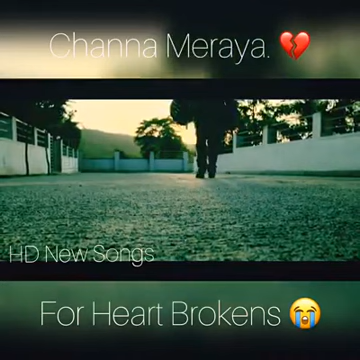 Channa Meraya. 💔
HD New Songs
For Heart Brokens 😭